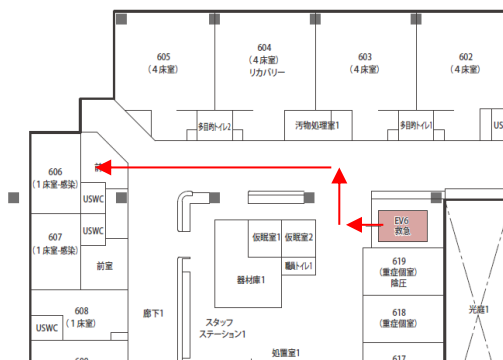 605
(4床室)
604
(4床室)
リカバリー
603
(4床室)
602
(4床室)
多目的トイレ2
汚物処理室1
多目的トイレ1
US
606
(1床室-感染)
前
USWC
607
(1床室-感染)
USWC
前室
EV6
救急
仮眠室1
仮眠室2
職員トイレ1
器材庫1
619
(重症個室)
陰圧
618
(重症個室)
617
608
(1床室)
USWC
廊下1
スタッフ
ステーション1
処置室1
光庭1